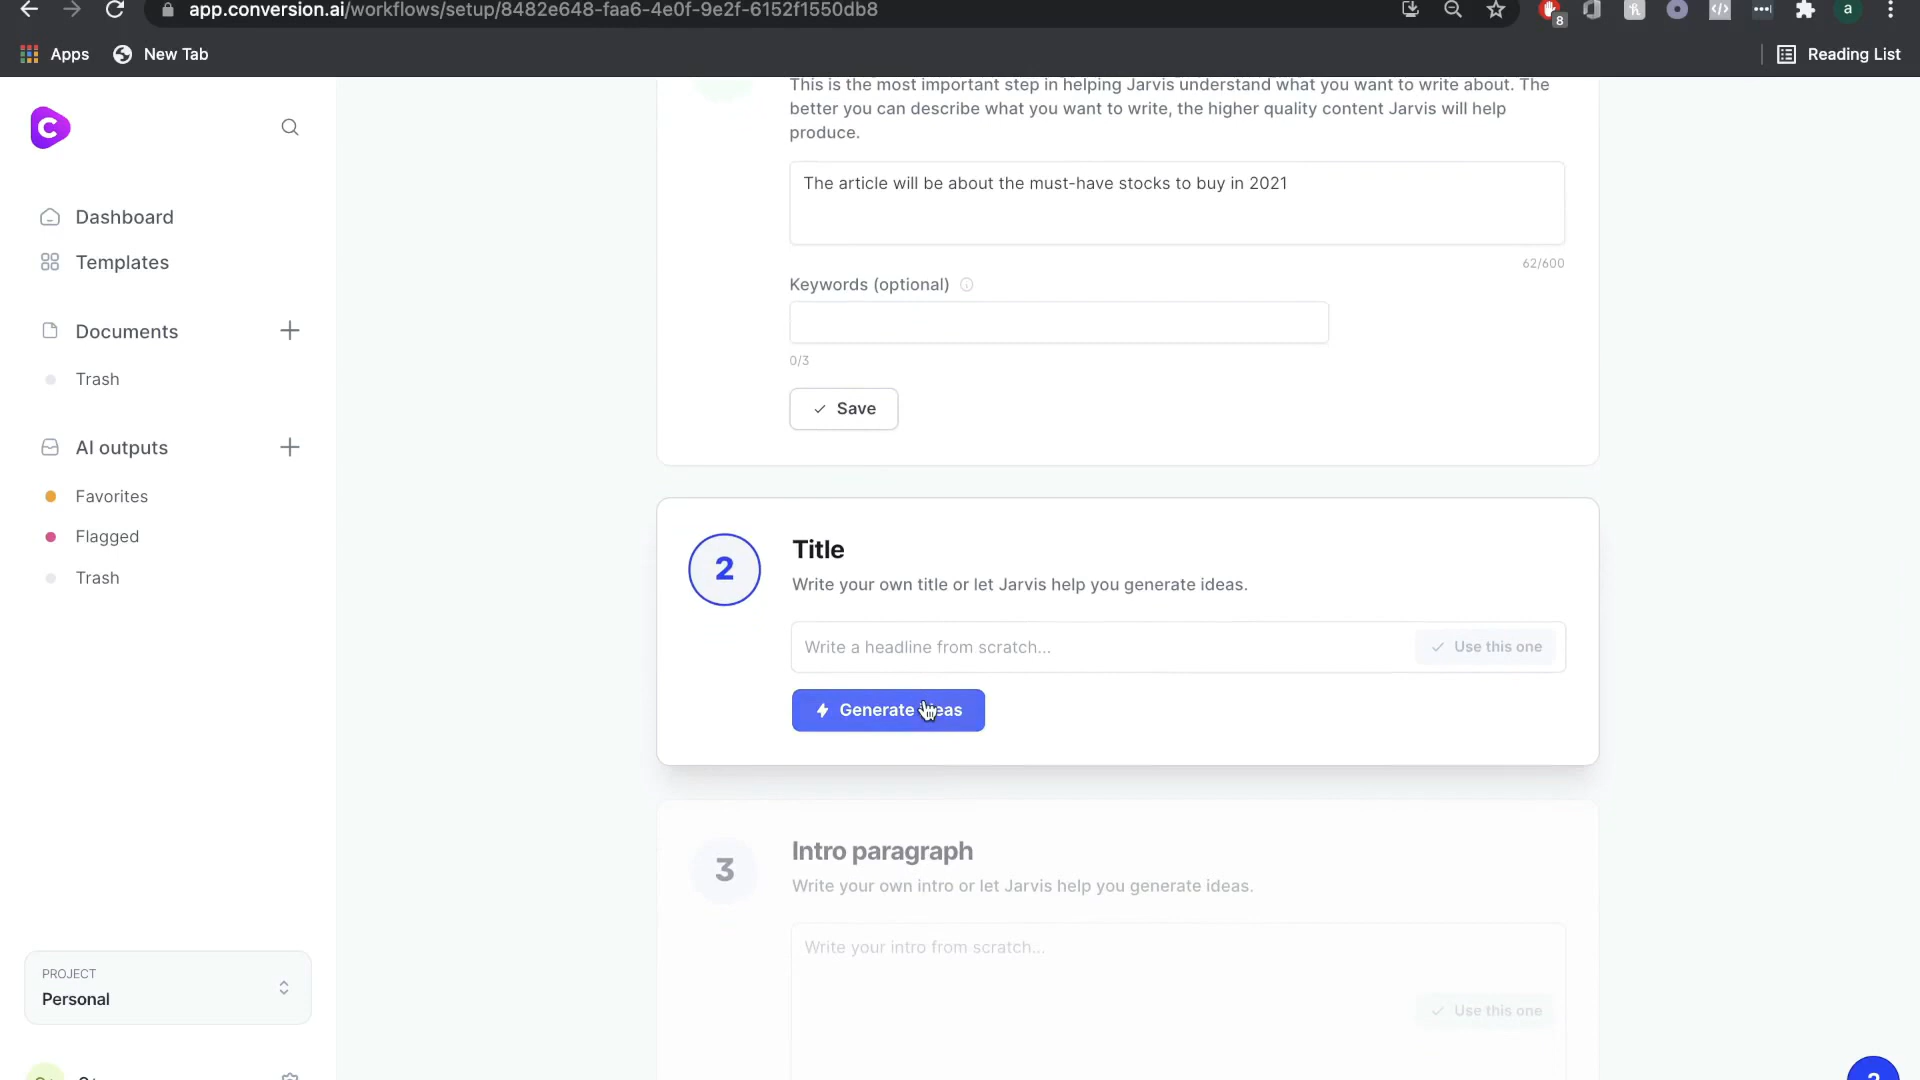 app.conversion.ai/workflows/setup/8482e648-faa6-4e0f-9e2f-6152f1550db8
8
a
Apps
New Tab
Reading List
This is the most important step in helping Jarvis understand what you want to write about. The
better you can describe what you want to write, the higher quality content Jarvis will help
produce.
The article will be about the must-have stocks to buy in 2021
62/600
Keywords (optional)
0/3
Save
Dashboard
Templates
Documents
Trash
AI outputs
Favorites
Flagged
Trash
2
Title
Write your own title or let Jarvis help you generate ideas.
Write a headline from scratch...
Use this one
Generate
3
Intro paragraph
Write your own intro or let Jarvis help you generate ideas.
Write your intro from scratch...
Use this one
PROJECT
Personal